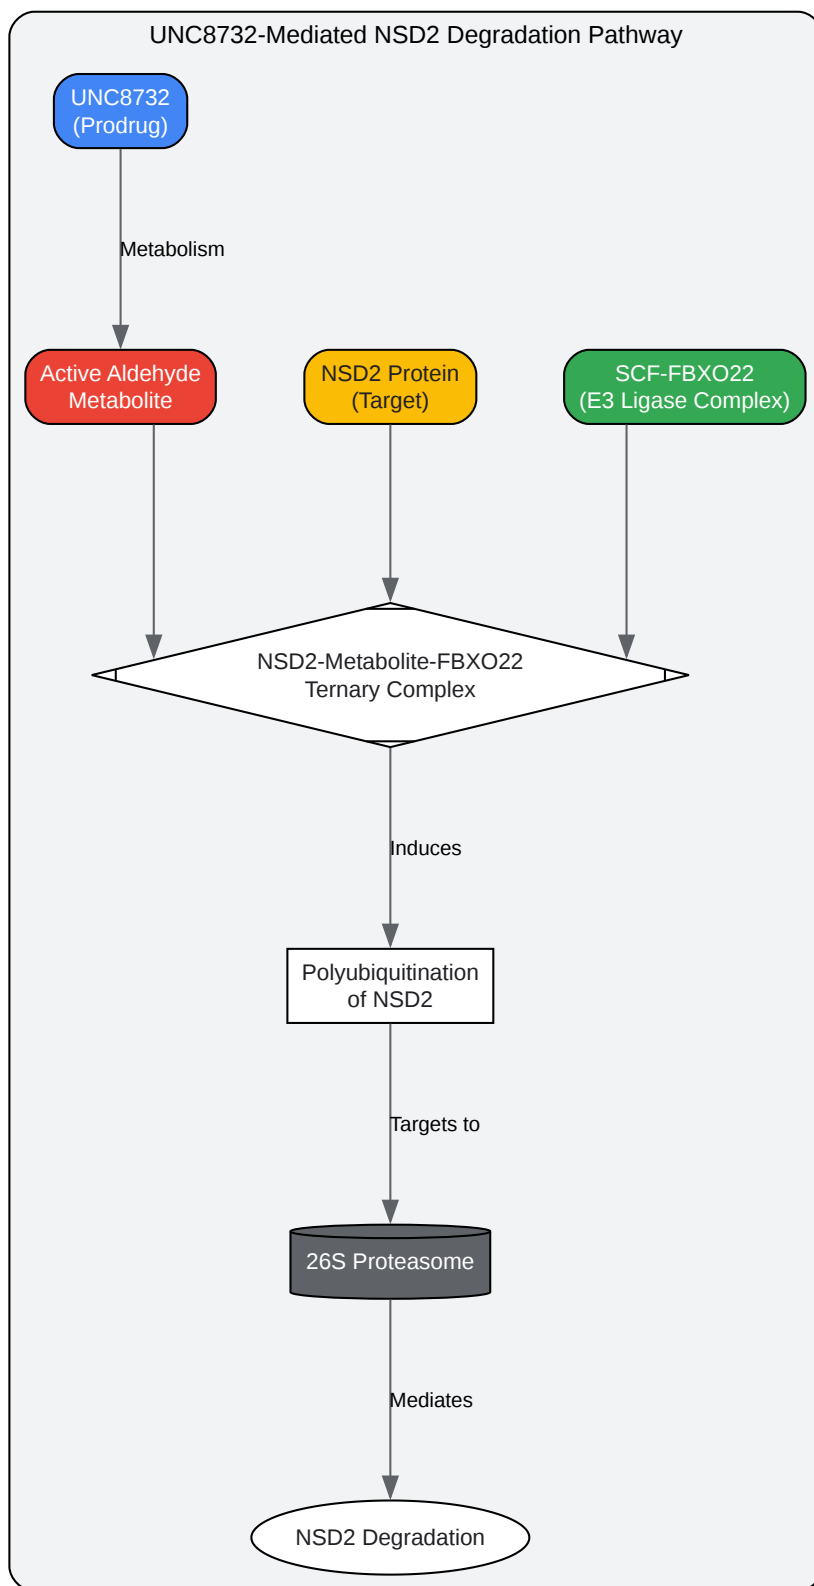 UNC8732-Mediated NSD2 Degradation Pathway
UNC8732
(Prodrug)
Metabolism
Active Aldehyde
Metabolite
NSD2 Protein
(Target)
SCF-FBXO22
(E3 Ligase Complex)
NSD2-Metabolite-FBXO22
Ternary Complex
Induces
Polyubiquitination
of NSD2
Targets to
26S Proteasome
Mediates
NSD2 Degradation